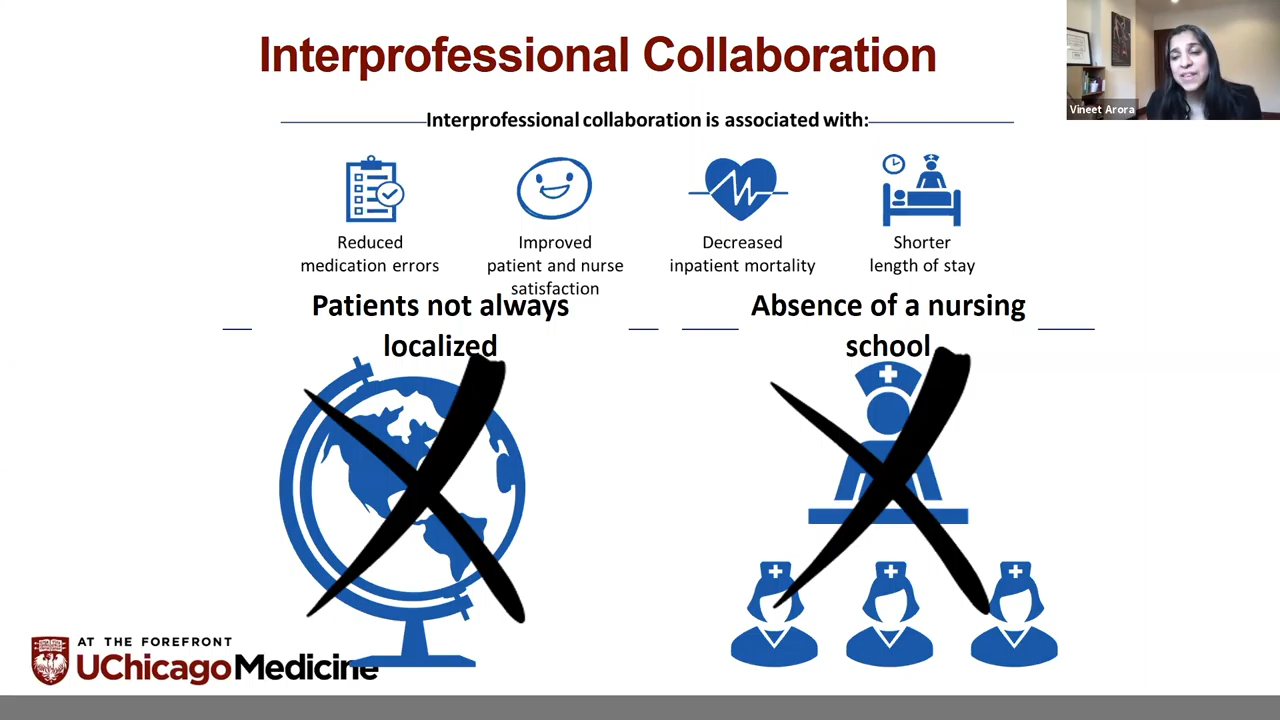 Interprofessional Collaboration
Vineet Arora
Interprofessional collaboration is associated with:
Reduced
medication errors
Improved
patient and nurse
satisfaction
Decreased
inpatient mortality
Shorter
length of stay
Patients not always
localized
Absence of a nursing
school
AT THE FOREFRONT
UChicagoMedicine